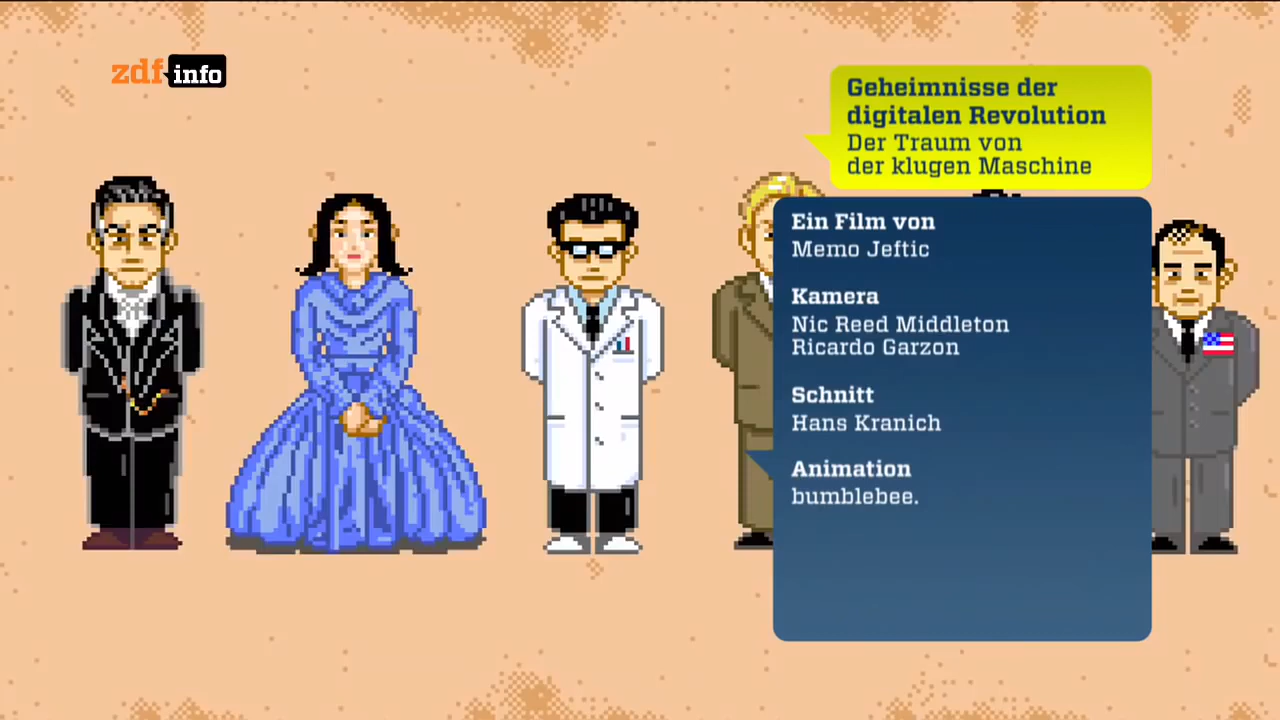 zdf info
Geheimnisse der
digitalen Revolution
Der Traum von
der klugen Maschine
Ein Film von
Memo Jeftic
Kamera
Nic Reed Middleton
Ricardo Garzon
Schnitt
Hans Kranich
Animation
bumblebee.